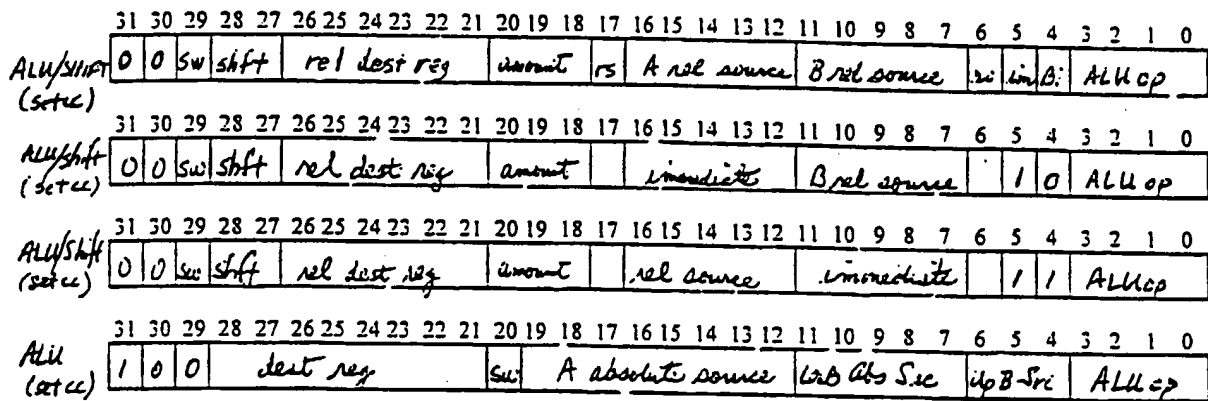 31 30 29 28 27 26 25 24 23 22 21 20 19 18 17 16 15 14 13 12 11 10 9 8 7 6 5 4 3 2 1 0
ALU/SHIFT 0 0 SW shft rel dest reg amount rs A rel source B rel source im Bi ALU op
(setcc)
31 30 29 28 27 26 25 24 23 22 21 20 19 18 17 16 15 14 13 12 11 10 9 8 7 6 5 4 3 2 1 0
ALU/shft 0 0 sw shft rel dest reg amount immediate B rel source 1 0 ALU op
(setcc)
31 30 29 28 27 26 25 24 23 22 21 20 19 18 17 16 15 14 13 12 11 10 9 8 7 6 5 4 3 2 1 0
ALU/Shift 0 0 sw shft rel dest reg amount rel source immediate 1 1 ALU op
(setcc)
31 30 29 28 27 26 25 24 23 22 21 20 19 18 17 16 15 14 13 12 11 10 9 8 7 6 5 4 3 2 1 0
ALU 1 0 0 dest reg sw A absolute source B Abs Src ALU op
(setcc)